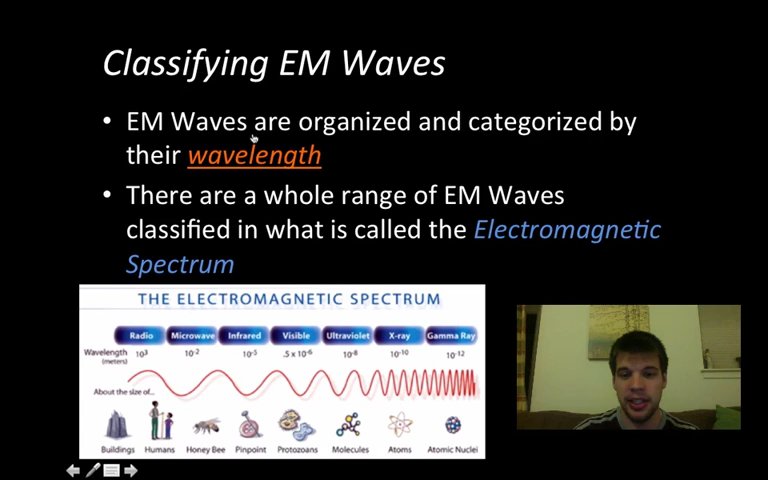 Classifying EM Waves
• EM Waves are organized and categorized by
their wavelength
• There are a whole range of EM Waves
classified in what is called the Electromagnetic
Spectrum
THE ELECTROMAGNETIC SPECTRUM
Radio Microwave Infrared Visible Ultraviolet X-ray Gamma Ray
Wavelength
(meters)
10³ 10⁻² 10⁻⁵ .5 x 10⁻⁶ 10⁻⁸ 10⁻¹⁰ 10⁻¹²
About the size of...
Buildings Humans Honey Bee Pinpoint Protozoans Molecules Atoms Atomic Nuclei